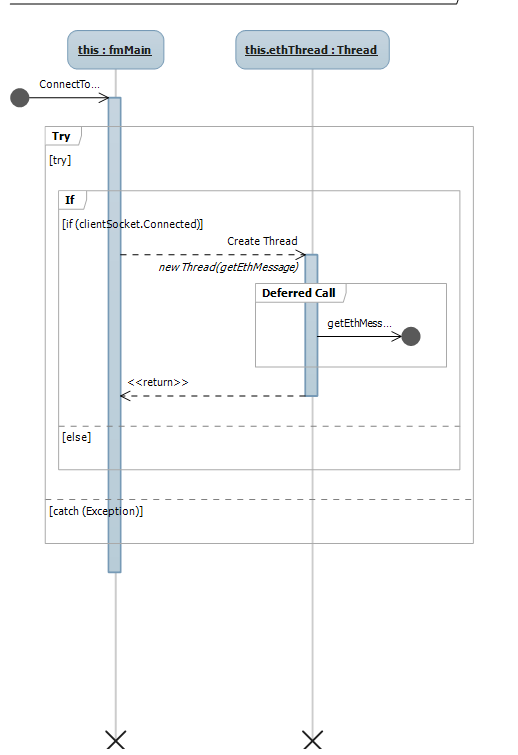 this : fmMain
this.ethThread : Thread
ConnectTo...
Try
[try]
If
[if (clientSocket.Connected)]
Create Thread
new Thread(getEthMessage)
Deferred Call
getEthMess...
<<return>>
[else]
[catch (Exception)]